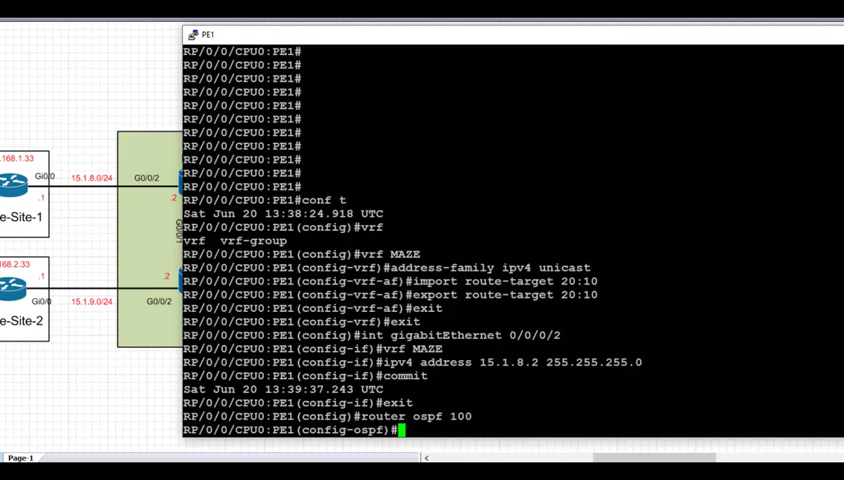 PE1
RP/0/0/CPU0:PE1#
RP/0/0/CPU0:PE1#
RP/0/0/CPU0:PE1#
RP/0/0/CPU0:PE1#
RP/0/0/CPU0:PE1#
RP/0/0/CPU0:PE1#
RP/0/0/CPU0:PE1#
RP/0/0/CPU0:PE1#
RP/0/0/CPU0:PE1#
RP/0/0/CPU0:PE1#
RP/0/0/CPU0:PE1#
RP/0/0/CPU0:PE1#conf t
Sat Jun 20 13:38:24.918 UTC
RP/0/0/CPU0:PE1(config)#vrf
vrf vrf-group
RP/0/0/CPU0:PE1(config)#vrf MAZE
RP/0/0/CPU0:PE1(config-vrf)#address-family ipv4 unicast
RP/0/0/CPU0:PE1(config-vrf-af)#import route-target 20:10
RP/0/0/CPU0:PE1(config-vrf-af)#export route-target 20:10
RP/0/0/CPU0:PE1(config-vrf-af)#exit
RP/0/0/CPU0:PE1(config-vrf)#exit
RP/0/0/CPU0:PE1(config)#int gigabitEthernet 0/0/0/2
RP/0/0/CPU0:PE1(config-if)#vrf MAZE
RP/0/0/CPU0:PE1(config-if)#ipv4 address 15.1.8.2 255.255.255.0
RP/0/0/CPU0:PE1(config-if)#commit
Sat Jun 20 13:39:37.243 UTC
RP/0/0/CPU0:PE1(config-if)#exit
RP/0/0/CPU0:PE1(config)#router ospf 100
RP/0/0/CPU0:PE1(config-ospf)#
.168.1.33
Gi0/0
15.1.8.0/24
G0/0/2
.1
.2
e-Site-1
G0/0/1
168.2.33
.1
.2
Gi0/0
15.1.9.0/24
G0/0/2
e-Site-2
Page-1